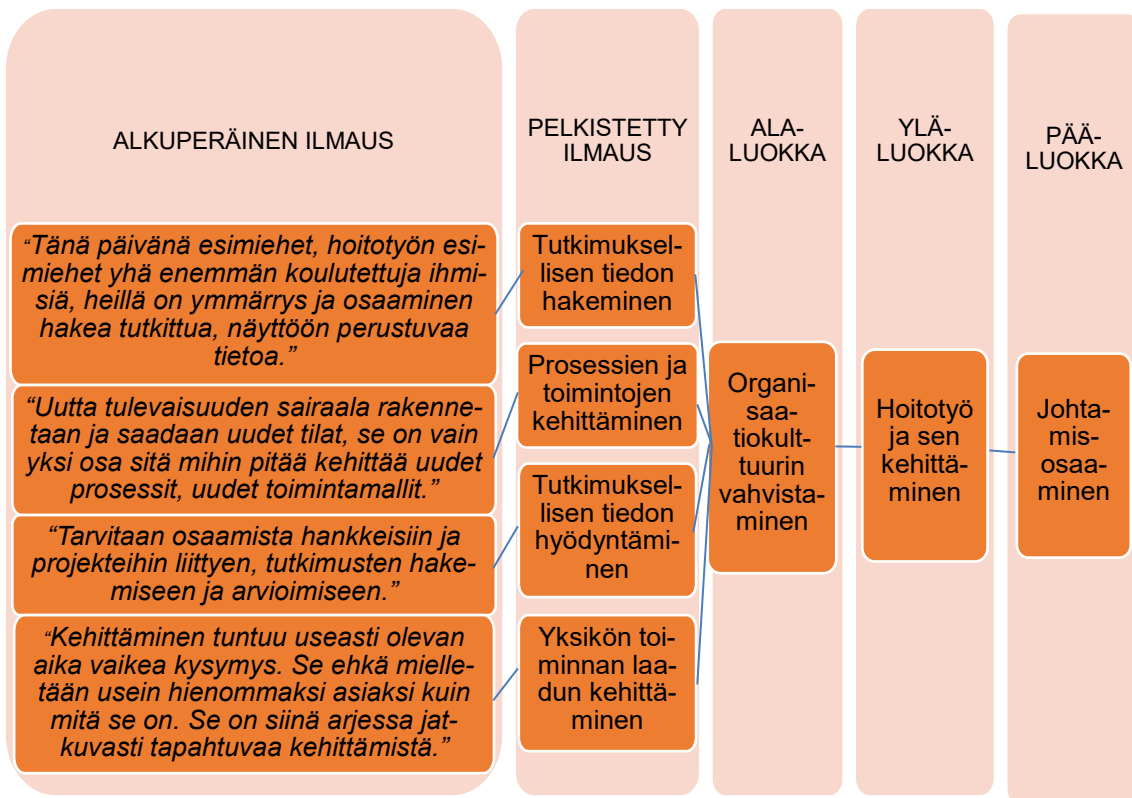 ALKUPERÄINEN ILMAUS
PELKISTETTY
ILMAUS
ALA-
LUOKKA
YLÄ-
LUOKKA
PÄÄ-
LUOKKA
“Tänä päivänä esimiehet, hoitotyön esi-
miehet yhä enemmän koulutettuja ihmi-
siä, heillä on ymmärrys ja osaaminen
hakea tutkittua, näyttöön perustuvaa
tietoa.”
“Uutta tulevaisuuden sairaala rakenne-
taan ja saadaan uudet tilat, se on vain
yksi osa sitä mihin pitää kehittää uudet
prosessit, uudet toimintamallit.”
“Tarvitaan osaamista hankkeisiin ja
projekteihin liittyen, tutkimusten hake-
miseen ja arvioimiseen.”
“Kehittäminen tuntuu useasti olevan
aika vaikea kysymys. Se ehkä mielle-
tään usein hienommaksi asiaksi kuin
mitä se on. Se on siinä arjessa jat-
kuvasti tapahtuvaa kehittämistä.”
Tutkimuksel-
lisen tiedon
hakeminen
Prosessien ja
toimintojen
kehittäminen
Tutkimuksel-
lisen tiedon
hyödyntämi-
nen
Yksikön toi-
minnan laa-
dun kehittä-
minen
Organi-
saa-
tiokult-
tuurin
vahvista-
minen
Hoitotyö
ja sen
kehittä-
minen
Johta-
mis-
osaa-
minen